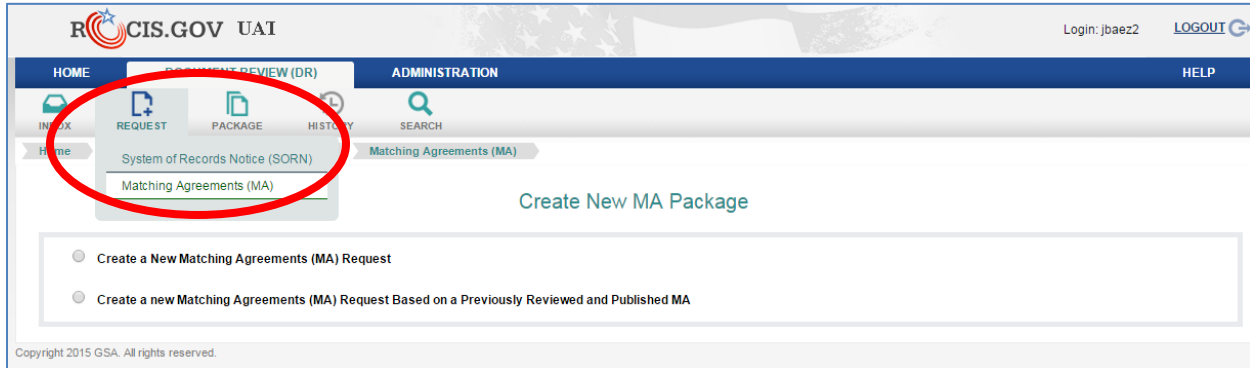 ROCIS.GOV UAT
Login: jbaez2 LOGOUT
HOME DOCUMENT REVIEW (DR) ADMINISTRATION HELP
INBOX REQUEST PACKAGE HISTORY SEARCH
Home Matching Agreements (MA)
System of Records Notice (SORN)
Matching Agreements (MA)
Create New MA Package
Create a New Matching Agreements (MA) Request
Create a new Matching Agreements (MA) Request Based on a Previously Reviewed and Published MA
Copyright 2015 GSA. All rights reserved.